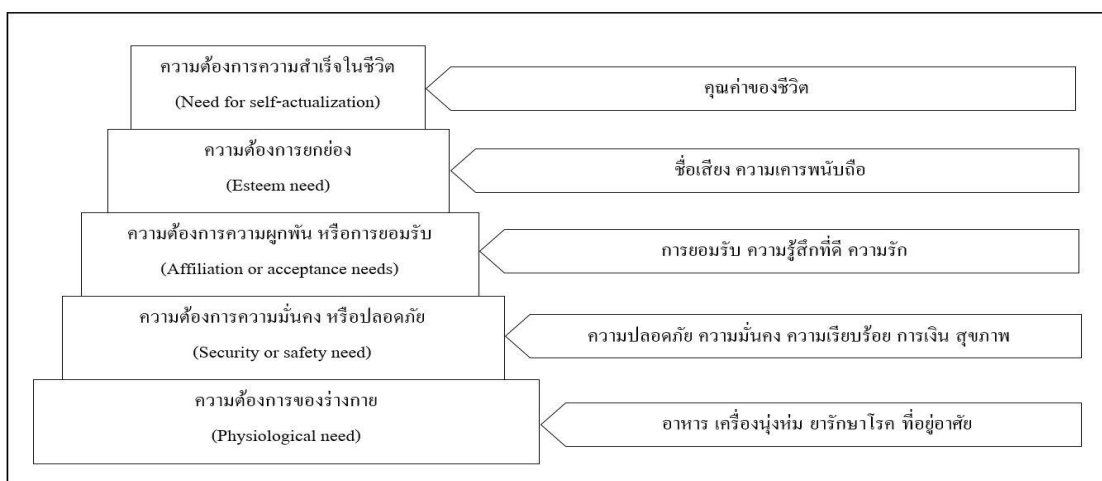 ความต้องการความสำเร็จในชีวิต
(Need for self-actualization)
คุณค่าของชีวิต
ความต้องการยกย่อง
(Esteem need)
ชื่อเสียง ความเคารพนับถือ
ความต้องการความผูกพัน หรือการยอมรับ
(Affiliation or acceptance needs)
การยอมรับ ความรู้สึกที่ดี ความรัก
ความต้องการความมั่นคง หรือปลอดภัย
(Security or safety need)
ความปลอดภัย ความมั่นคง ความเรียบร้อย การเงิน สุขภาพ
ความต้องการของร่างกาย
(Physiological need)
อาหาร เครื่องนุ่งห่ม ยารักษาโรค ที่อยู่อาศัย